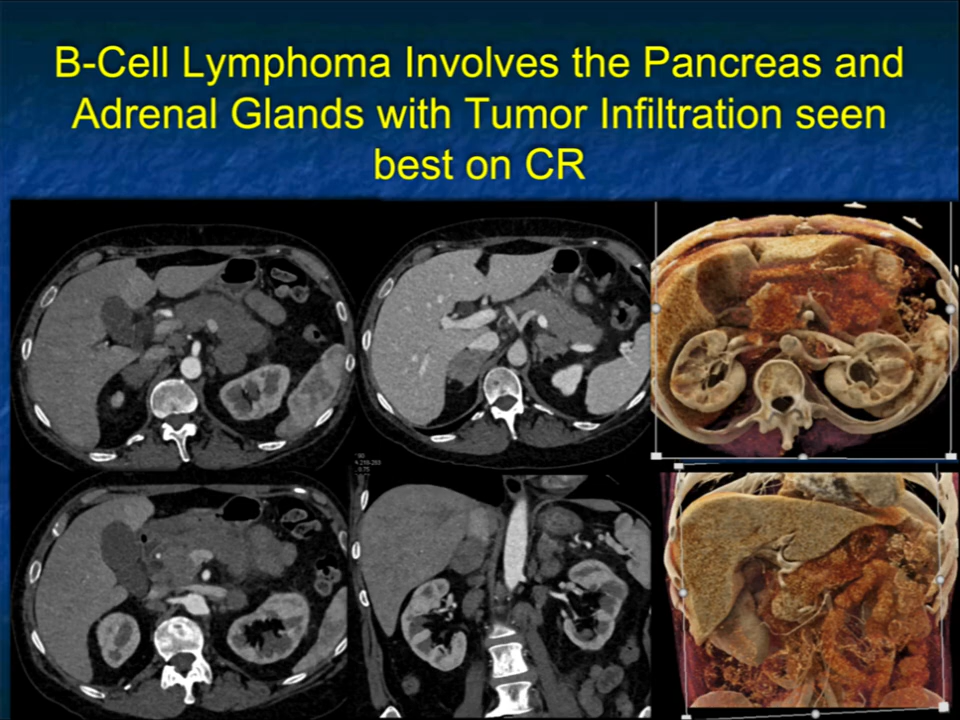 B-Cell Lymphoma Involves the Pancreas and
Adrenal Glands with Tumor Infiltration seen
best on CR